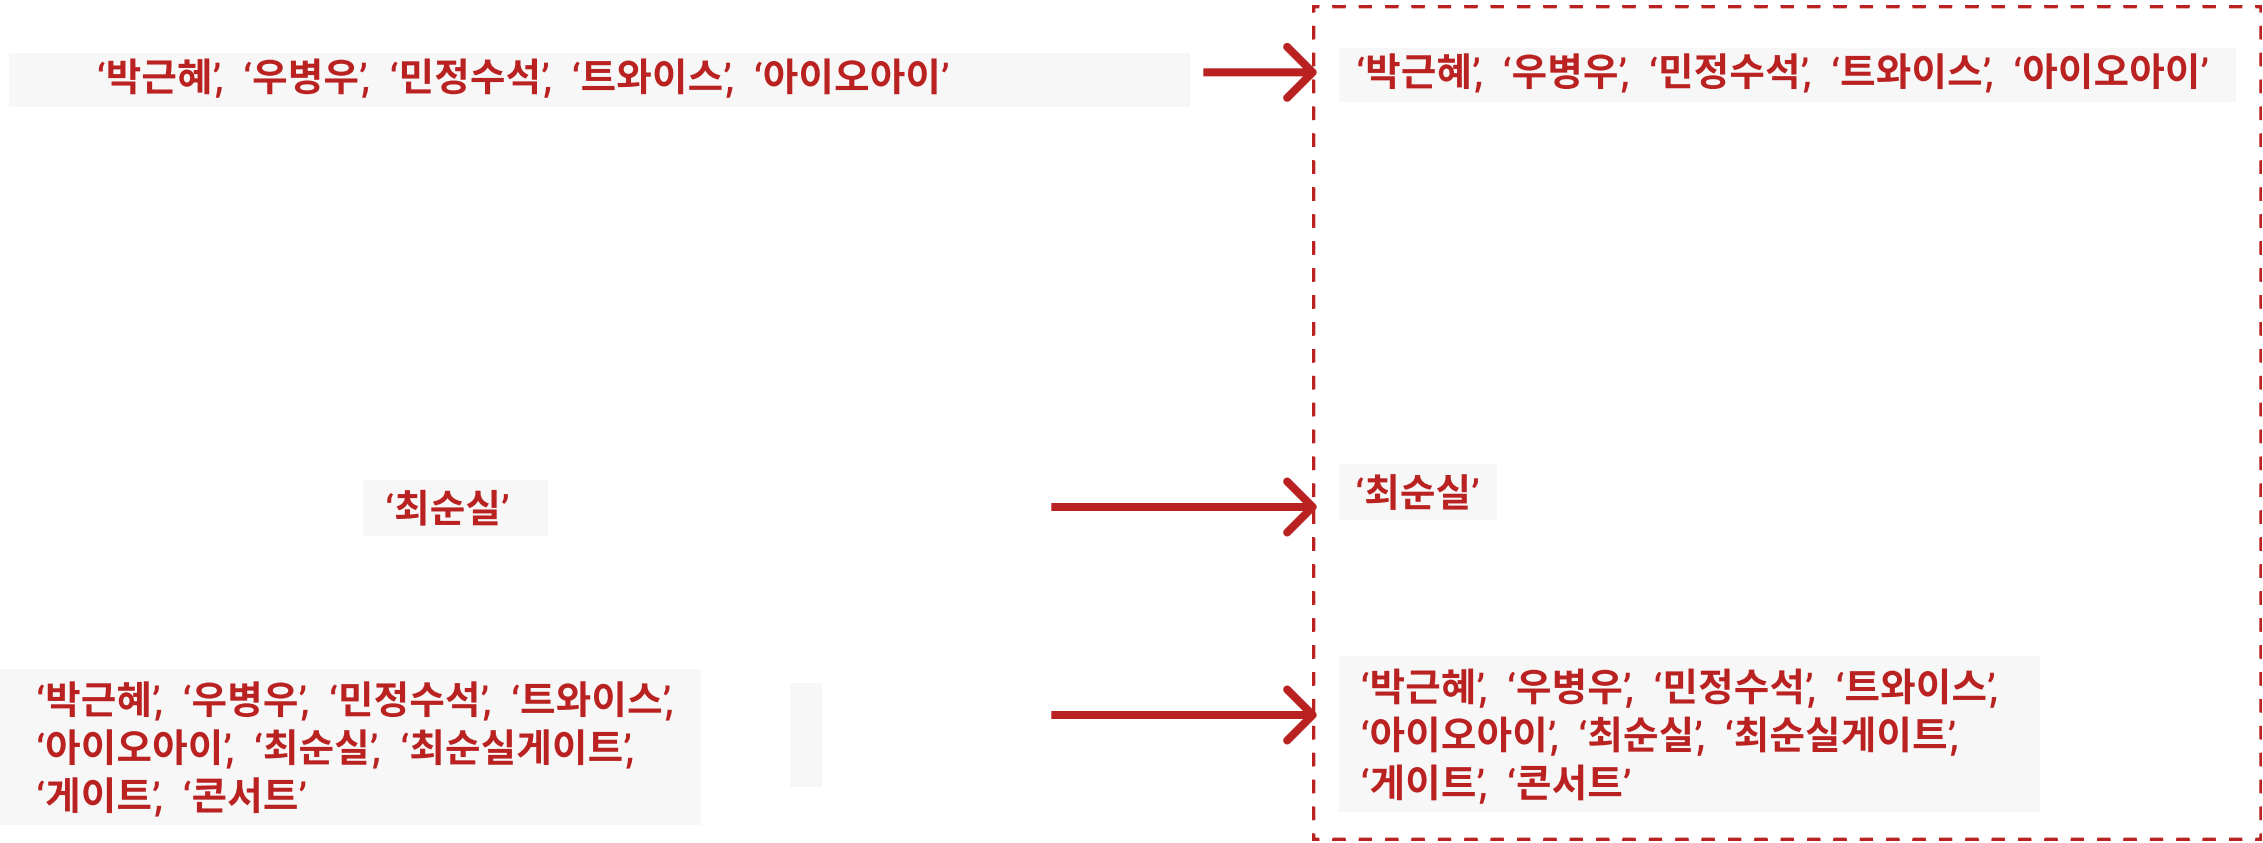 ‘박근혜’, ‘우병우’, ‘민정수석’, ‘트와이스’, ‘아이오아이’
‘박근혜’, ‘우병우’, ‘민정수석’, ‘트와이스’, ‘아이오아이’
‘최순실’
‘최순실’
‘박근혜’, ‘우병우’, ‘민정수석’, ‘트와이스’,
‘아이오아이’, ‘최순실’, ‘최순실게이트’,
‘게이트’, ‘콘서트’
‘박근혜’, ‘우병우’, ‘민정수석’, ‘트와이스’,
‘아이오아이’, ‘최순실’, ‘최순실게이트’,
‘게이트’, ‘콘서트’